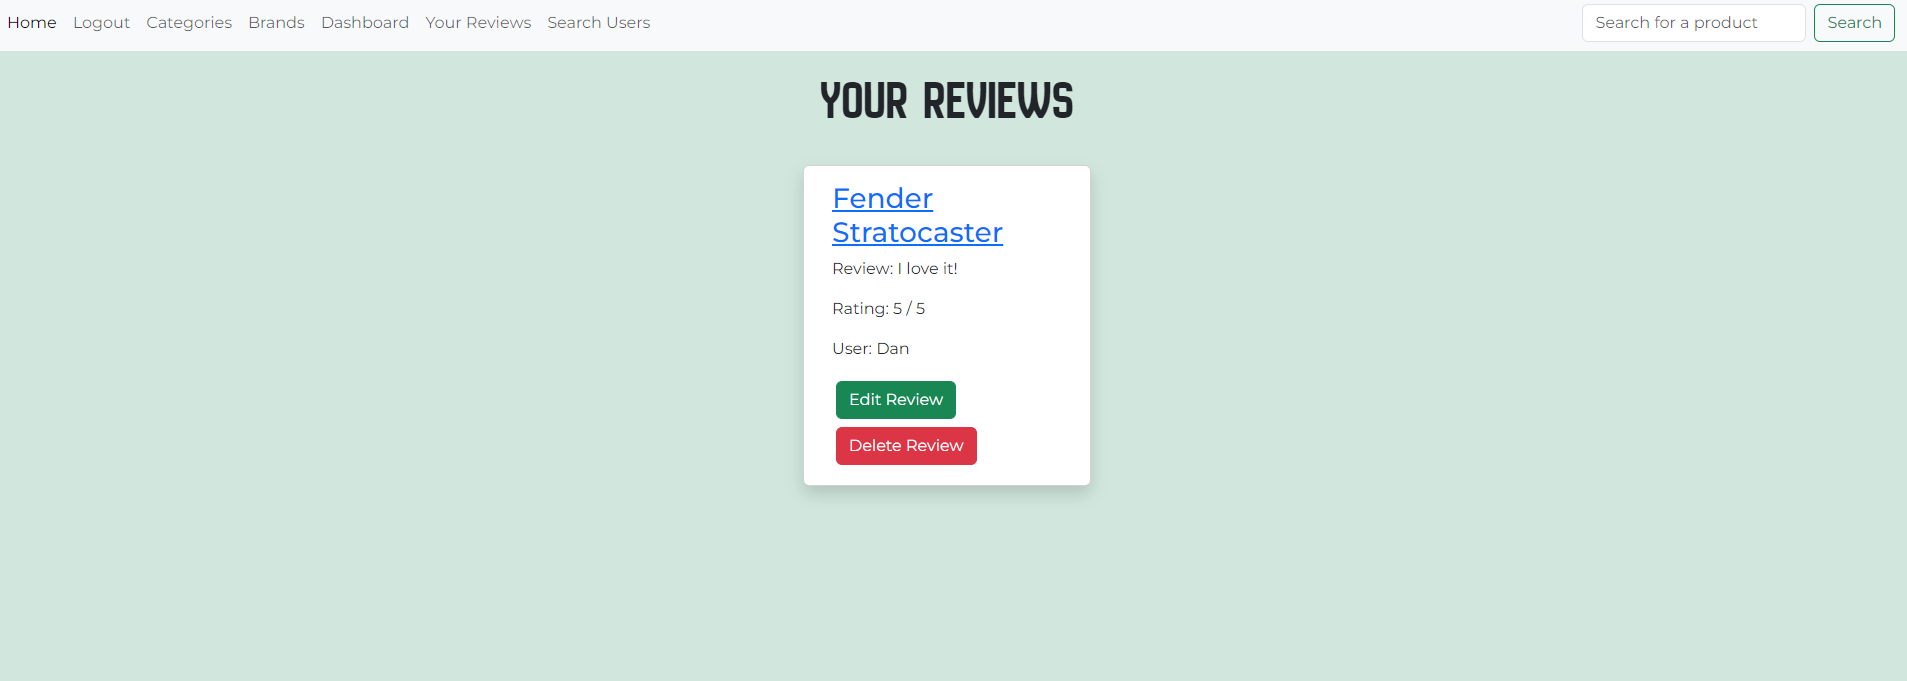 Home Logout Categories Brands Dashboard Your Reviews Search Users Search for a product Search
YOUR REVIEWS
Fender
Stratocaster
Review: I love it!
Rating: 5 / 5
User: Dan
Edit Review
Delete Review